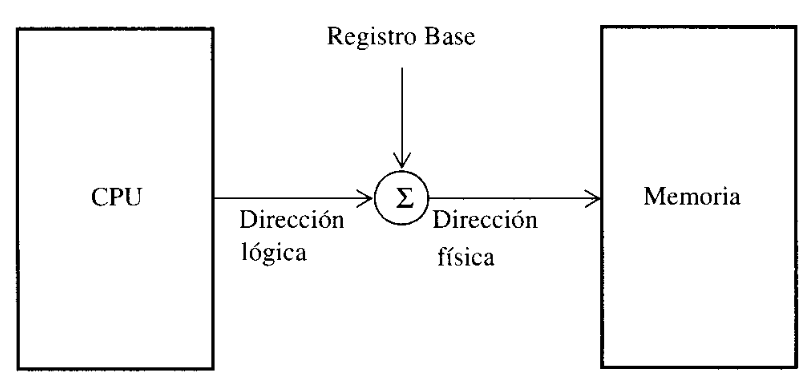 Registro Base
CPU
Σ
Memoria
Dirección
lógica
Dirección
física